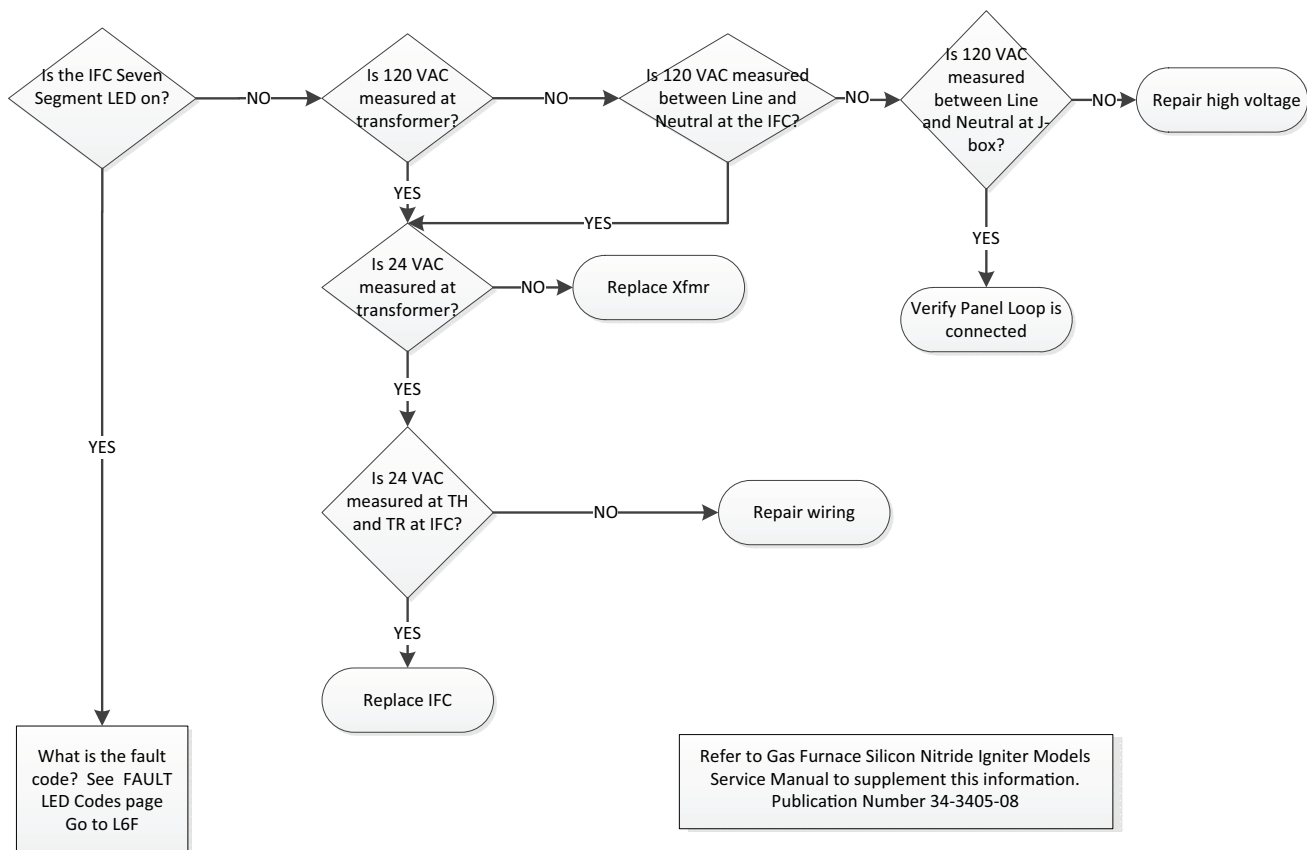 Is the IFC Seven
Segment LED on?
NO
Is 120 VAC
measured at
transformer?
NO
Is 120 VAC measured
between Line and
Neutral at the IFC?
NO
Is 120 VAC
measured
between Line
and Neutral at J-
box?
NO
Repair high voltage
YES
YES
YES
Is 24 VAC
measured at
transformer?
NO
Replace Xfmr
Verify Panel Loop is
connected
YES
YES
Is 24 VAC
measured at TH
and TR at IFC?
NO
Repair wiring
YES
Replace IFC
What is the fault
code?  See  FAULT
LED Codes page
Go to L6F
Refer to Gas Furnace Silicon Nitride Igniter Models
Service Manual to supplement this information.
Publication Number 34-3405-08